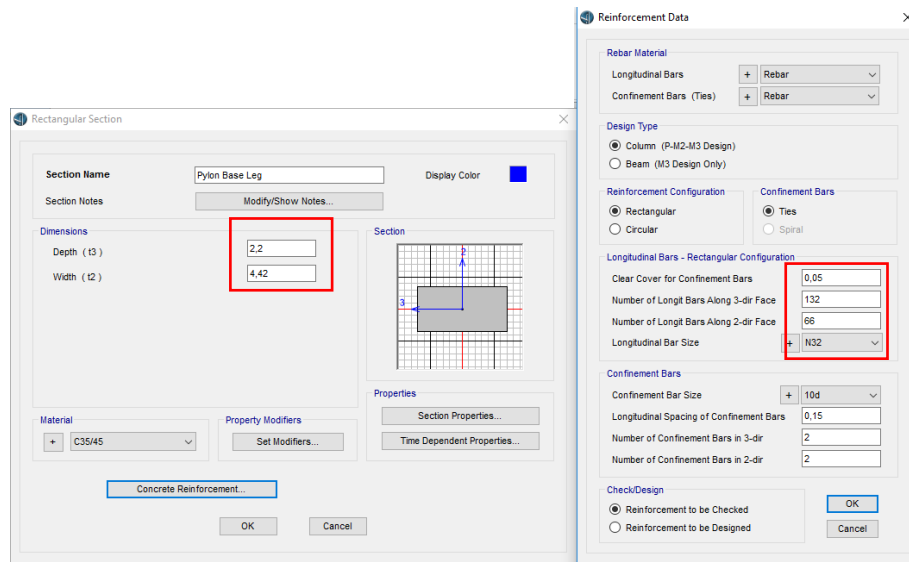 Rectangular Section
Section Name Pylon Base Leg Display Color
Section Notes Modify/Show Notes...
Dimensions
Depth ( t3 ) 2,2
Width ( t2 ) 4,42
Section
2
3
Properties
Section Properties...
Time Dependent Properties...
Material
+ C35/45
Property Modifiers
Set Modifiers...
Concrete Reinforcement...
OK Cancel
Reinforcement Data
Rebar Material
Longitudinal Bars + Rebar
Confinement Bars (Ties) + Rebar
Design Type
Column (P-M2-M3 Design)
Beam (M3 Design Only)
Reinforcement Configuration
Rectangular
Circular
Confinement Bars
Ties
Spiral
Longitudinal Bars - Rectangular Configuration
Clear Cover for Confinement Bars 0,05
Number of Longit Bars Along 3-dir Face 132
Number of Longit Bars Along 2-dir Face 66
Longitudinal Bar Size + N32
Confinement Bars
Confinement Bar Size + 10d
Longitudinal Spacing of Confinement Bars 0,15
Number of Confinement Bars in 3-dir 2
Number of Confinement Bars in 2-dir 2
Check/Design
Reinforcement to be Checked
Reinforcement to be Designed
OK
Cancel